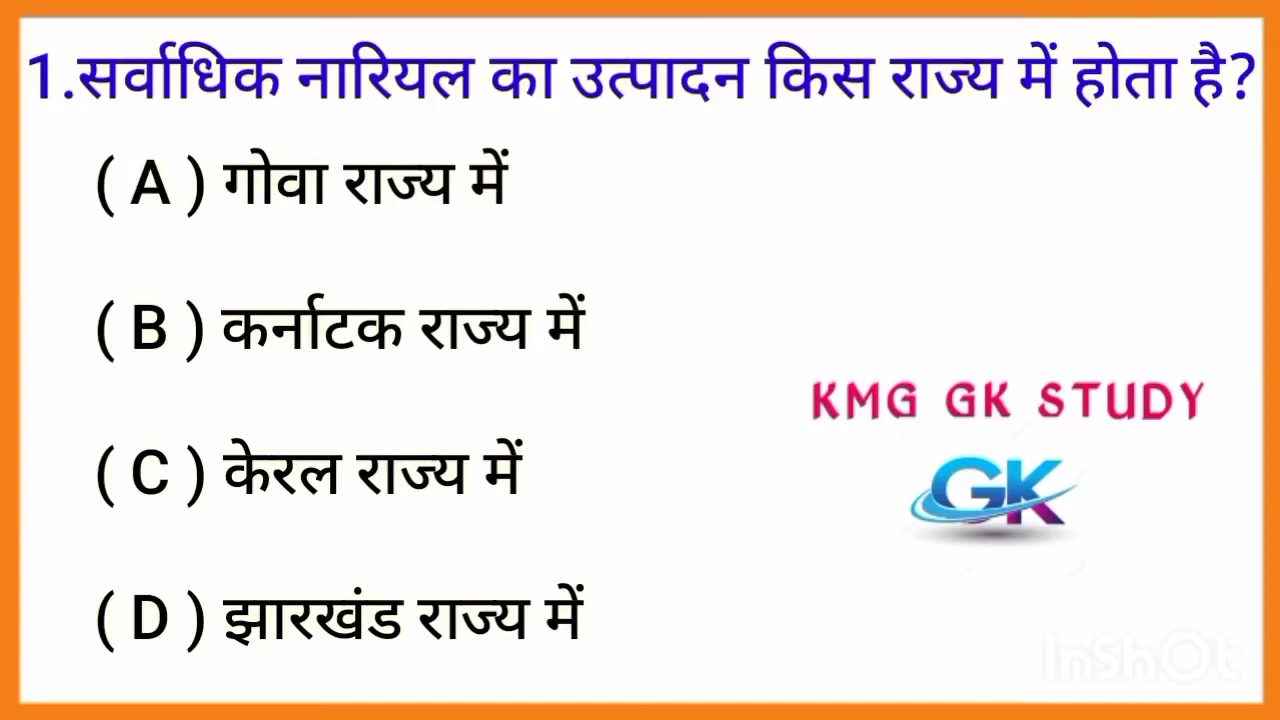 1.सर्वाधिक नारियल का उत्पादन किस राज्य में होता है?
( A ) गोवा राज्य में
( B ) कर्नाटक राज्य में
( C ) केरल राज्य में
( D ) झारखंड राज्य में
KMG GK STUDY
GK
InShOt